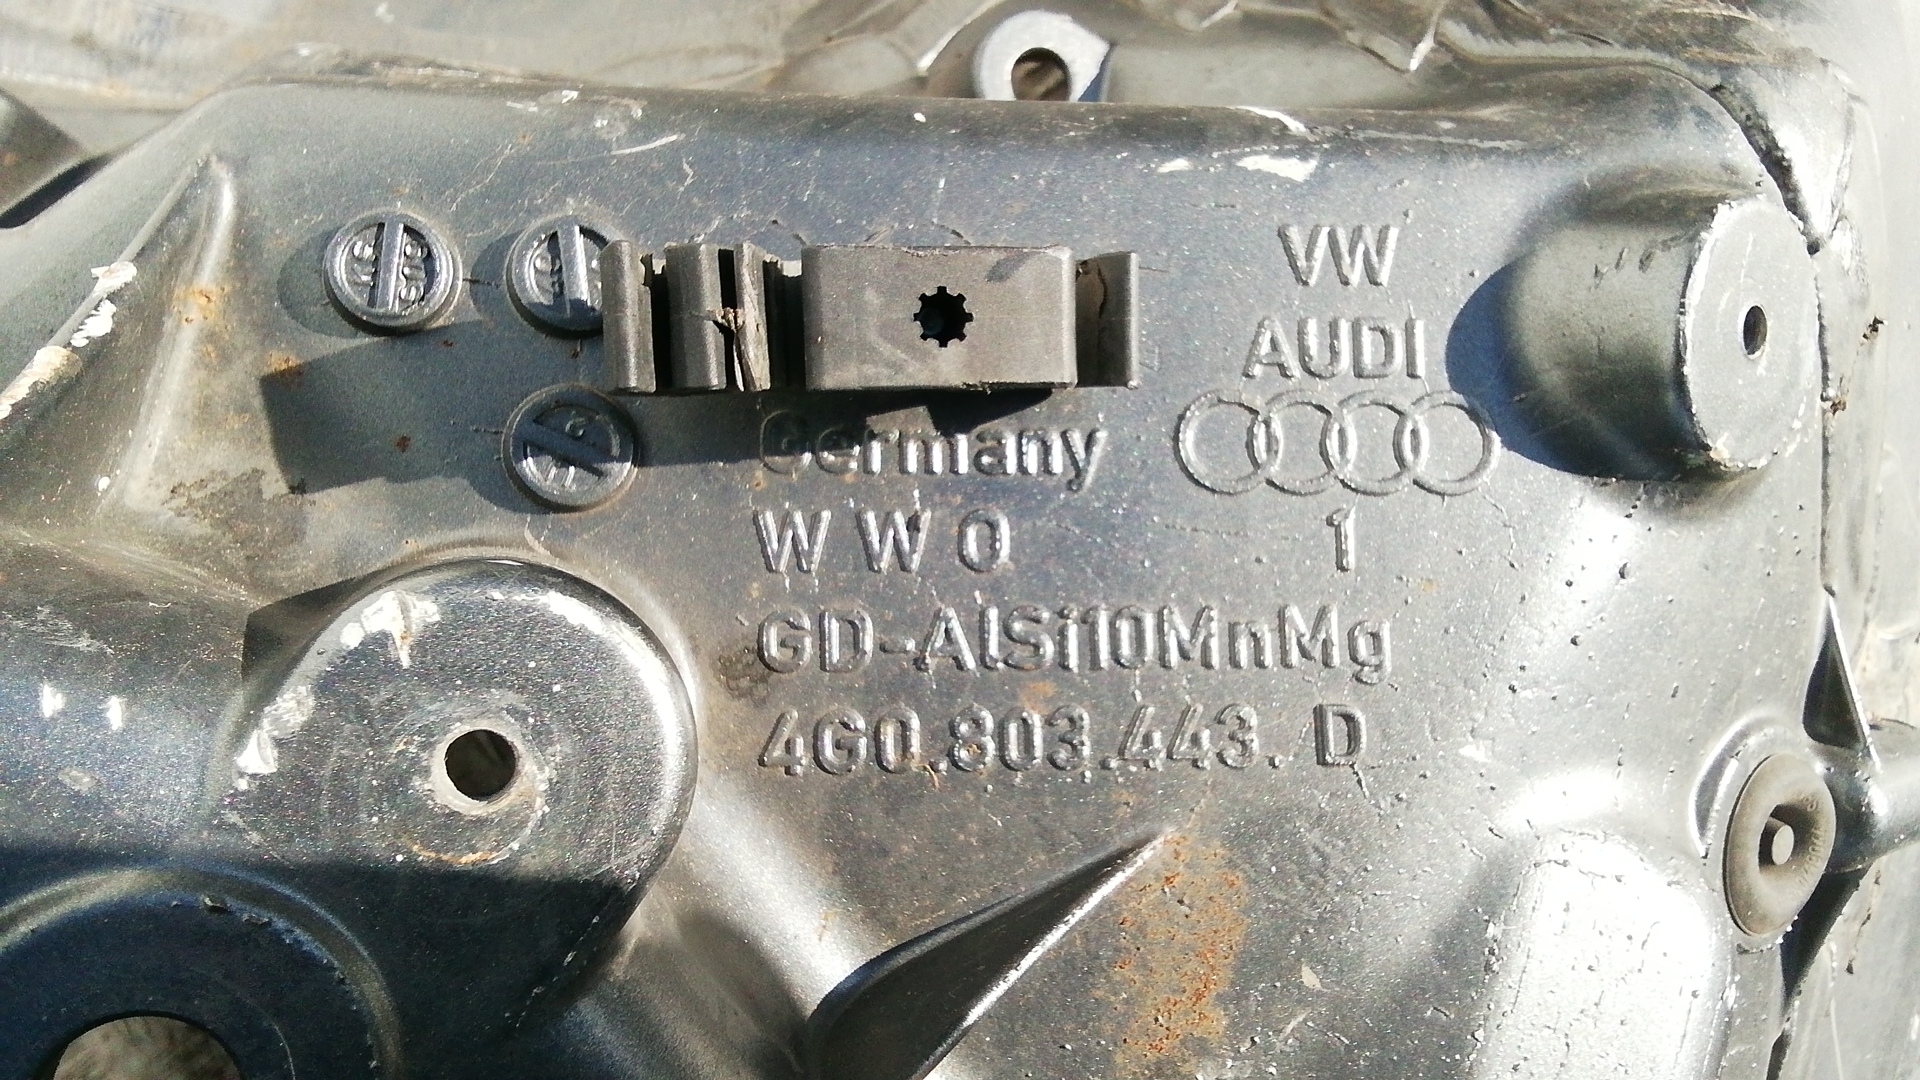 VW
AUDI
Germany
W W 0 1
GD-AlSi10MnMg
4G0.803.443. D